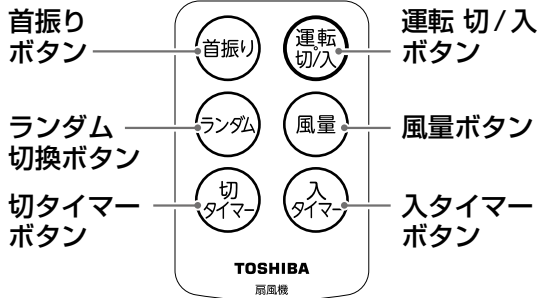 首振り
ボタン
首振り
運転
切/入
運転 切/入
ボタン
ランダム
切換ボタン
ランダム
風量
風量ボタン
切タイマー
ボタン
切
タイマー
入
タイマー
入タイマー
ボタン
TOSHIBA
扇風機